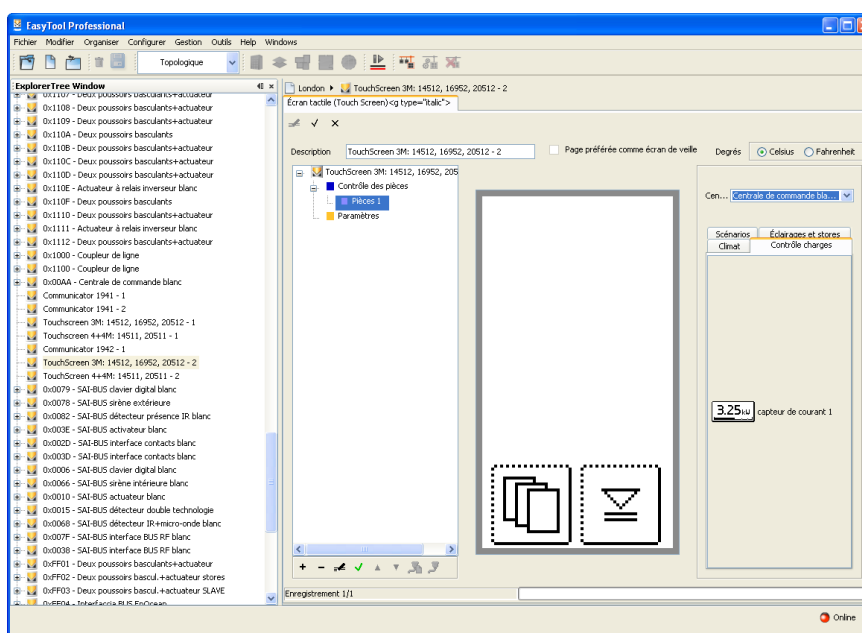 EasyTool Professional
Fichier Modifier Organiser Configurer Gestion Outils Help Windows
Topologique
ExplorerTree Window
0x1107 - Deux poussoirs basculants+actuateur
0x1108 - Deux poussoirs basculants+actuateur
0x1109 - Deux poussoirs basculants+actuateur
0x110A - Deux poussoirs basculants
0x110B - Deux poussoirs basculants+actuateur
0x110C - Deux poussoirs basculants+actuateur
0x110D - Deux poussoirs basculants+actuateur
0x110E - Actuateur à relais inverseur blanc
0x110F - Deux poussoirs basculants
0x1110 - Deux poussoirs basculants+actuateur
0x1111 - Actuateur à relais inverseur blanc
0x1112 - Deux poussoirs basculants+actuateur
0x1000 - Coupleur de ligne
0x1100 - Coupleur de ligne
0x00AA - Centrale de commande blanc
Communicator 1941 - 1
Communicator 1941 - 2
Touchscreen 3M: 14512, 16952, 20512 - 1
Touchscreen 4+4M: 14511, 20511 - 1
Communicator 1942 - 1
TouchScreen 3M: 14512, 16952, 20512 - 2
TouchScreen 4+4M: 14511, 20511 - 2
0x0079 - SAI-BUS clavier digital blanc
0x0078 - SAI-BUS sirène extérieure
0x0082 - SAI-BUS détecteur présence IR blanc
0x003E - SAI-BUS activateur blanc
0x002D - SAI-BUS interface contacts blanc
0x003D - SAI-BUS interface contacts blanc
0x0006 - SAI-BUS clavier digital blanc
0x0066 - SAI-BUS sirène intérieure blanc
0x0010 - SAI-BUS actuateur blanc
0x0015 - SAI-BUS détecteur double technologie
0x0068 - SAI-BUS détecteur IR+micro-onde blanc
0x007F - SAI-BUS interface BUS RF blanc
0x0038 - SAI-BUS interface BUS RF blanc
0xFF01 - Deux poussoirs basculants+actuateur
0xFF02 - Deux poussoirs bascul.+actuateur stores
0xFF03 - Deux poussoirs bascul.+actuateur SLAVE
0xFF04 - Interfaccia BUS EnOcean
London TouchScreen 3M: 14512, 16952, 20512 - 2
Écran tactile (Touch Screen)<g type="italic">
Description TouchScreen 3M: 14512, 16952, 20512 - 2 Page préférée comme écran de veille Degrés Celsius Fahrenheit
TouchScreen 3M: 14512, 16952, 205
Contrôle des pièces
Pièces 1
Paramètres
Cen... Centrale de commande bla...
Scénarios Éclairages et stores
Climat Contrôle charges
3.25kW capteur de courant 1
Enregistrement 1/1
Online